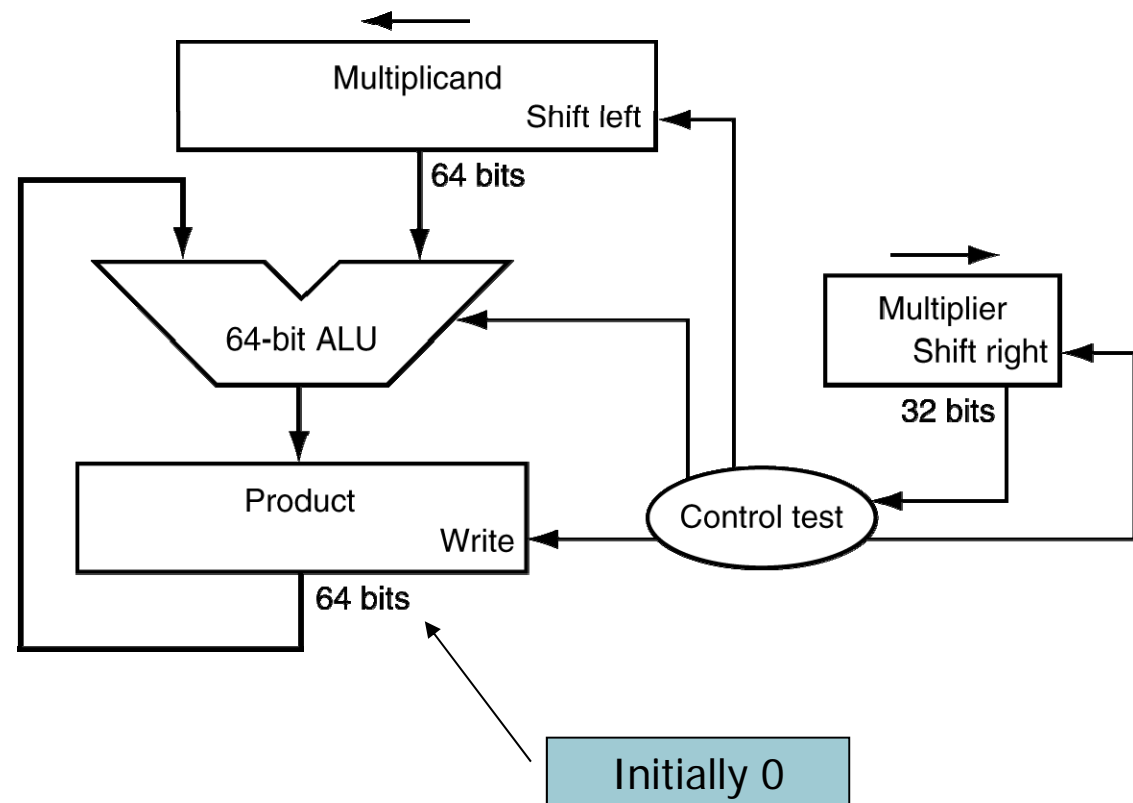 Multiplicand
Shift left
64 bits
64-bit ALU
Multiplier
Shift right
32 bits
Product
Write
Control test
64 bits
Initially 0